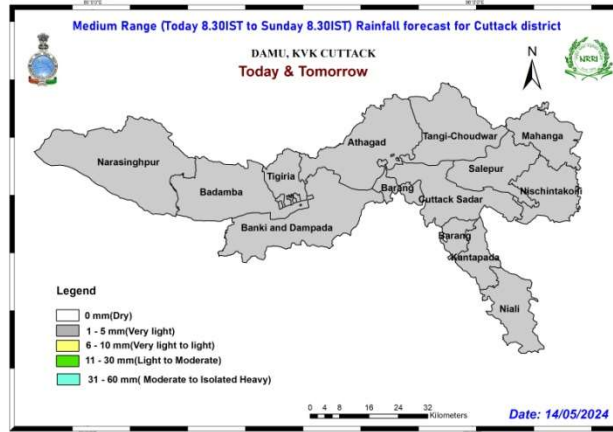 Medium Range (Today 8.30IST to Sunday 8.30IST) Rainfall forecast for Cuttack district
DAMU, KVK CUTTACK
Today & Tomorrow
N
NRRI
Athagad
Tangi-Choudwar
Mahanga
Narasinghpur
Tigiria
Salepur
Badamba
Barang
Nischintakoili
Cuttack Sadar
Banki and Dampada
Barang
Kantapada
Niali
Legend
0 mm(Dry)
1 - 5 mm(Very light)
6 - 10 mm(Very light to light)
11 - 30 mm(Light to Moderate)
31 - 60 mm( Moderate to Isolated Heavy)
0 4 8 16 24 32
Kilometers
Date: 14/05/2024